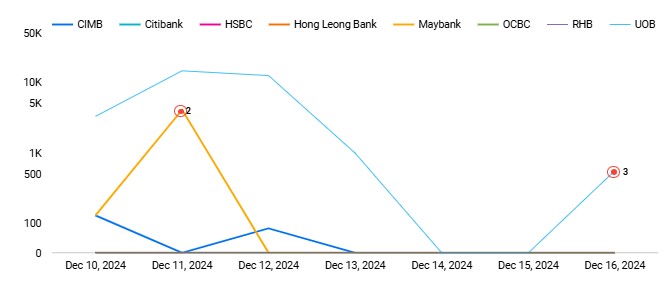 CIMB Citibank HSBC Hong Leong Bank Maybank OCBC RHB UOB
50K
10K
5K
1K
500
100
0
2
3
Dec 10, 2024 Dec 11, 2024 Dec 12, 2024 Dec 13, 2024 Dec 14, 2024 Dec 15, 2024 Dec 16, 2024